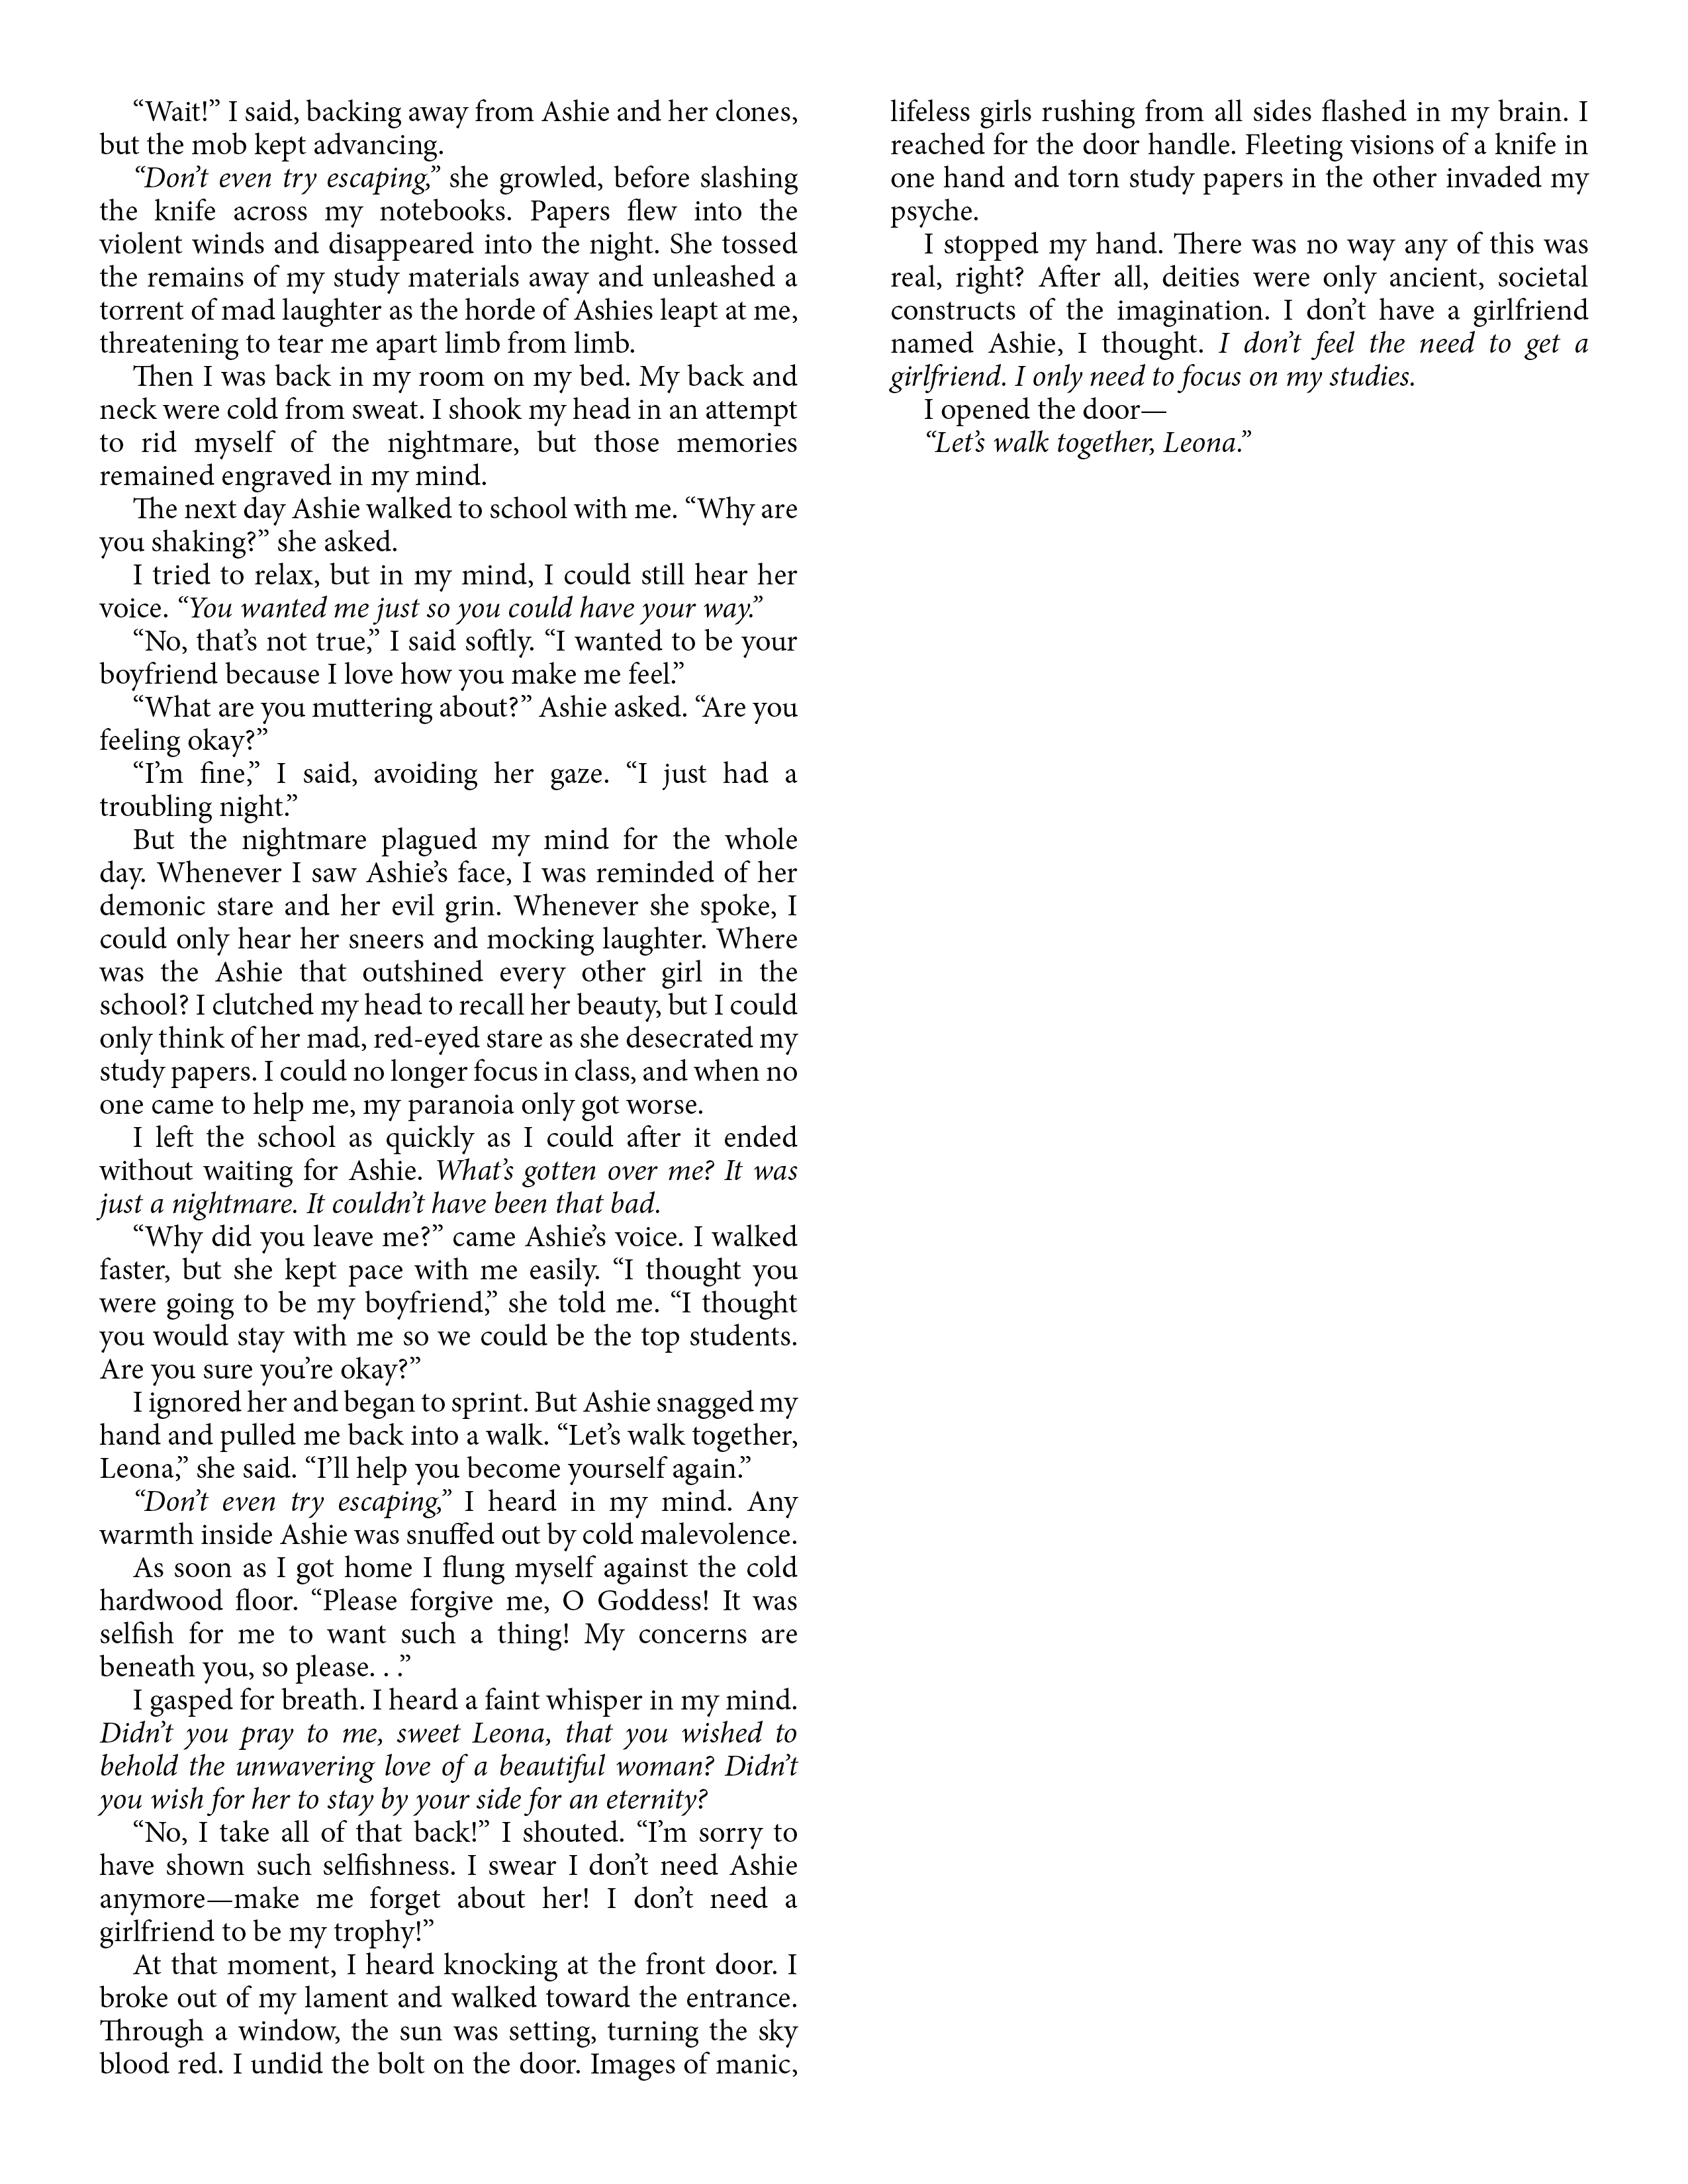 “Wait!” I said, backing away from Ashie and her clones,
but the mob kept advancing.
“Don’t even try escaping,” she growled, before slashing
the knife across my notebooks. Papers flew into the
violent winds and disappeared into the night. She tossed
the remains of my study materials away and unleashed a
torrent of mad laughter as the horde of Ashies leapt at me,
threatening to tear me apart limb from limb.
Then I was back in my room on my bed. My back and
neck were cold from sweat. I shook my head in an attempt
to rid myself of the nightmare, but those memories
remained engraved in my mind.
The next day Ashie walked to school with me. “Why are
you shaking?” she asked.
I tried to relax, but in my mind, I could still hear her
voice. “You wanted me just so you could have your way.”
“No, that’s not true,” I said softly. “I wanted to be your
boyfriend because I love how you make me feel.”
“What are you muttering about?” Ashie asked. “Are you
feeling okay?”
“I’m fine,” I said, avoiding her gaze. “I just had a
troubling night.”
But the nightmare plagued my mind for the whole
day. Whenever I saw Ashie’s face, I was reminded of her
demonic stare and her evil grin. Whenever she spoke, I
could only hear her sneers and mocking laughter. Where
was the Ashie that outshined every other girl in the
school? I clutched my head to recall her beauty, but I could
only think of her mad, red-eyed stare as she desecrated my
study papers. I could no longer focus in class, and when no
one came to help me, my paranoia only got worse.
I left the school as quickly as I could after it ended
without waiting for Ashie. What’s gotten over me? It was
just a nightmare. It couldn’t have been that bad.
“Why did you leave me?” came Ashie’s voice. I walked
faster, but she kept pace with me easily. “I thought you
were going to be my boyfriend,” she told me. “I thought
you would stay with me so we could be the top students.
Are you sure you’re okay?”
I ignored her and began to sprint. But Ashie snagged my
hand and pulled me back into a walk. “Let’s walk together,
Leona,” she said. “I’ll help you become yourself again.”
“Don’t even try escaping,” I heard in my mind. Any
warmth inside Ashie was snuffed out by cold malevolence.
As soon as I got home I flung myself against the cold
hardwood floor. “Please forgive me, O Goddess! It was
selfish for me to want such a thing! My concerns are
beneath you, so please. . .”
I gasped for breath. I heard a faint whisper in my mind.
Didn’t you pray to me, sweet Leona, that you wished to
behold the unwavering love of a beautiful woman? Didn’t
you wish for her to stay by your side for an eternity?
“No, I take all of that back!” I shouted. “I’m sorry to
have shown such selfishness. I swear I don’t need Ashie
anymore—make me forget about her! I don’t need a
girlfriend to be my trophy!”
At that moment, I heard knocking at the front door. I
broke out of my lament and walked toward the entrance.
Through a window, the sun was setting, turning the sky
blood red. I undid the bolt on the door. Images of manic,
lifeless girls rushing from all sides flashed in my brain. I
reached for the door handle. Fleeting visions of a knife in
one hand and torn study papers in the other invaded my
psyche.
I stopped my hand. There was no way any of this was
real, right? After all, deities were only ancient, societal
constructs of the imagination. I don’t have a girlfriend
named Ashie, I thought. I don’t feel the need to get a
girlfriend. I only need to focus on my studies.
I opened the door—
“Let’s walk together, Leona.”